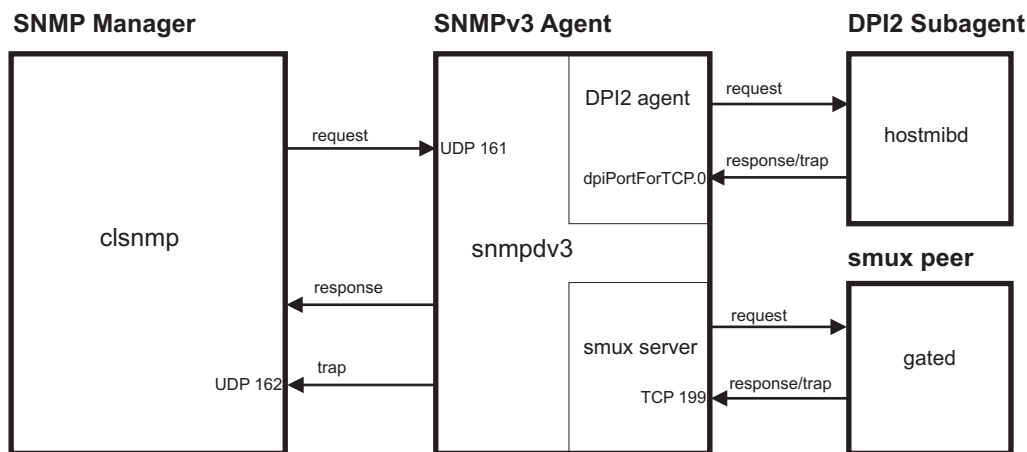 SNMP Manager
SNMPv3 Agent
DPI2 Subagent
request
UDP 161
DPI2 agent
request
hostmibd
response/trap
dpiPortForTCP.0
clsnmp
snmpdv3
smux peer
response
request
smux server
gated
trap
UDP 162
response/trap
TCP 199